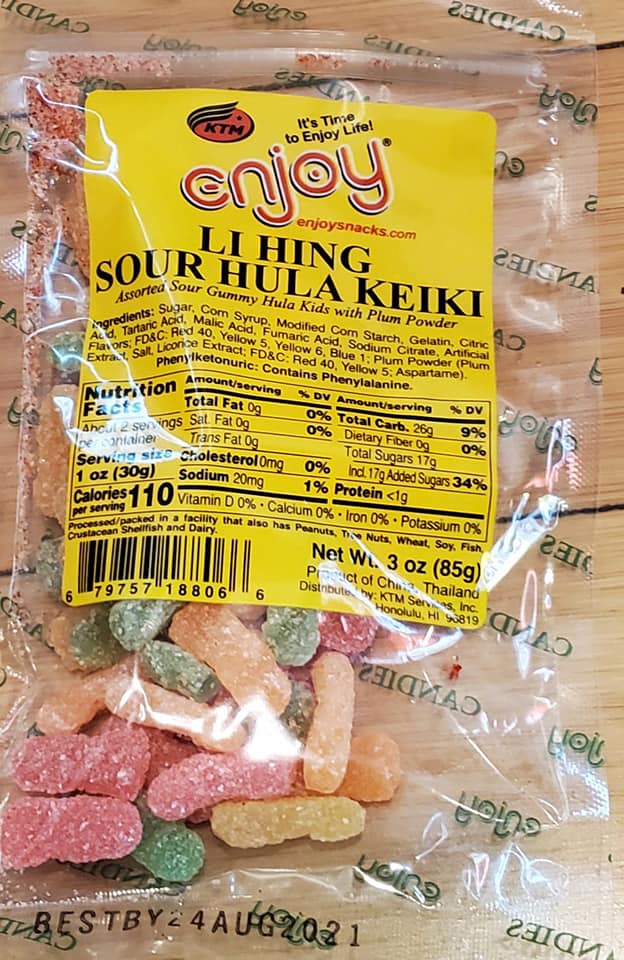 KTM
It's Time
to Enjoy Life!
enjoy®
enjoysnacks.com
LI HING
SOUR HULA KEIKI
Assorted Sour Gummy Hula Kids with Plum Powder
Ingredients: Sugar, Corn Syrup, Modified Corn Starch, Gelatin, Citric
Acid, Tartaric Acid, Malic Acid, Fumaric Acid, Sodium Citrate, Artificial
Flavors; FD&C: Red 40, Yellow 5, Yellow 6, Blue 1; Plum Powder (Plum
Extract, Salt, Licorice Extract; FD&C: Red 40, Yellow 5; Aspartame).
Phenylketonuric: Contains Phenylalanine.
Nutrition
Facts
About 2 servings
per container
Serving size
1 oz (30g)
Calories
per serving 110
Amount/serving % DV
Total Fat 0g 0%
Sat. Fat 0g 0%
Trans Fat 0g
Cholesterol 0mg 0%
Sodium 20mg 1%
Amount/serving % DV
Total Carb. 26g 9%
Dietary Fiber 0g 0%
Total Sugars 17g
Incl. 17g Added Sugars 34%
Protein <1g
Vitamin D 0% • Calcium 0% • Iron 0% • Potassium 0%
Processed/packed in a facility that also has Peanuts, Tree Nuts, Wheat, Soy, Fish,
Crustacean Shellfish and Dairy.
6 79757 18806 6
Net Wt. 3 oz (85g)
Product of China, Thailand
Distributed by: KTM Services, Inc.
Honolulu, HI 96819
enjoy
CANDIES
BEST BY 24AUG2021